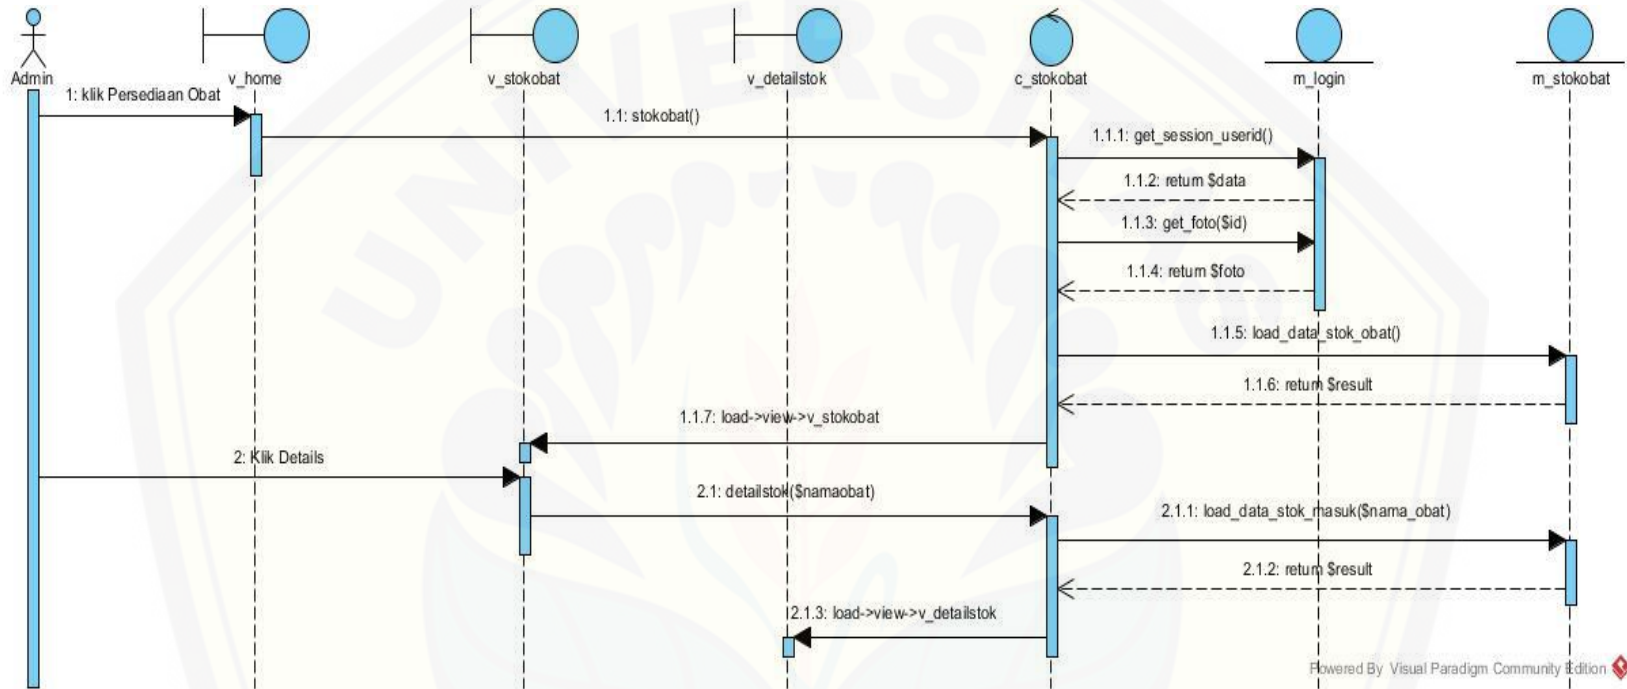 Admin
v_home
v_stokobat
v_detailstok
c_stokobat
m_login
m_stokobat
1: klik Persediaan Obat
1.1: stokobat()
1.1.1: get_session_userid()
1.1.2: return $data
1.1.3: get_foto($id)
1.1.4: return $foto
1.1.5: load_data_stok_obat()
1.1.6: return $result
1.1.7: load->view->v_stokobat
2: Klik Details
2.1: detailstok($namaobat)
2.1.1: load_data_stok_masuk($nama_obat)
2.1.2: return $result
2.1.3: load->view->v_detailstok
Powered By Visual Paradigm Community Edition
UNIVERSITAS